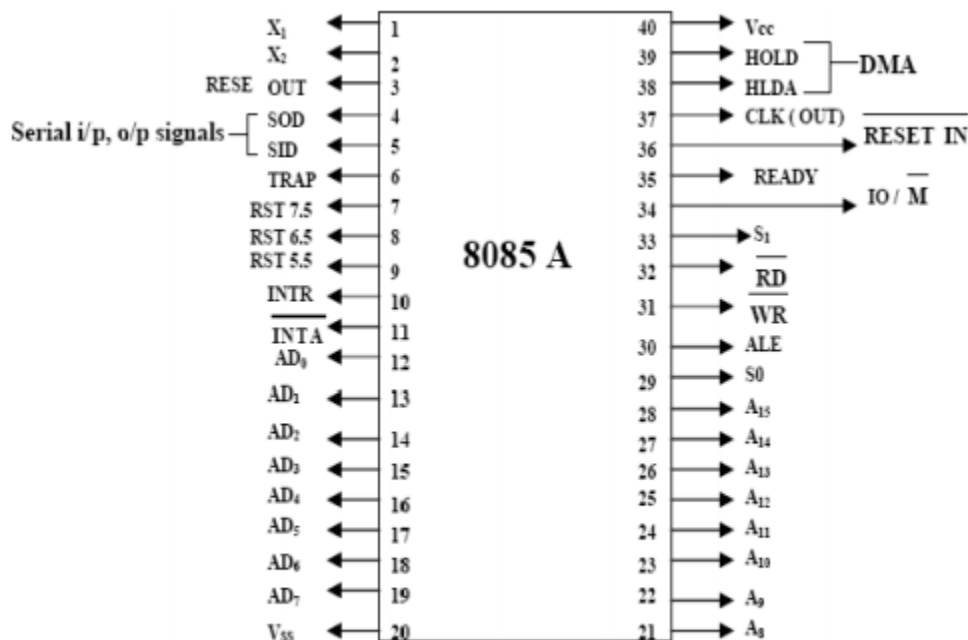 X₁ 1 40 Vcc
X₂ 2 39 HOLD
DMA
RESE OUT 3 38 HLDA
SOD 4 37 CLK ( OUT)
Serial i/p, o/p signals
SID 5 36 RESET IN
TRAP 6 35 READY
RST 7.5 7 34 IO / M
RST 6.5 8 33 S₁
8085 A
RST 5.5 9 32 RD
INTR 10 31 WR
INTA 11 30 ALE
AD₀ 12 29 S0
AD₁ 13 28 A₁₅
AD₂ 14 27 A₁₄
AD₃ 15 26 A₁₃
AD₄ 16 25 A₁₂
AD₅ 17 24 A₁₁
AD₆ 18 23 A₁₀
AD₇ 19 22 A₉
Vss 20 21 A₈